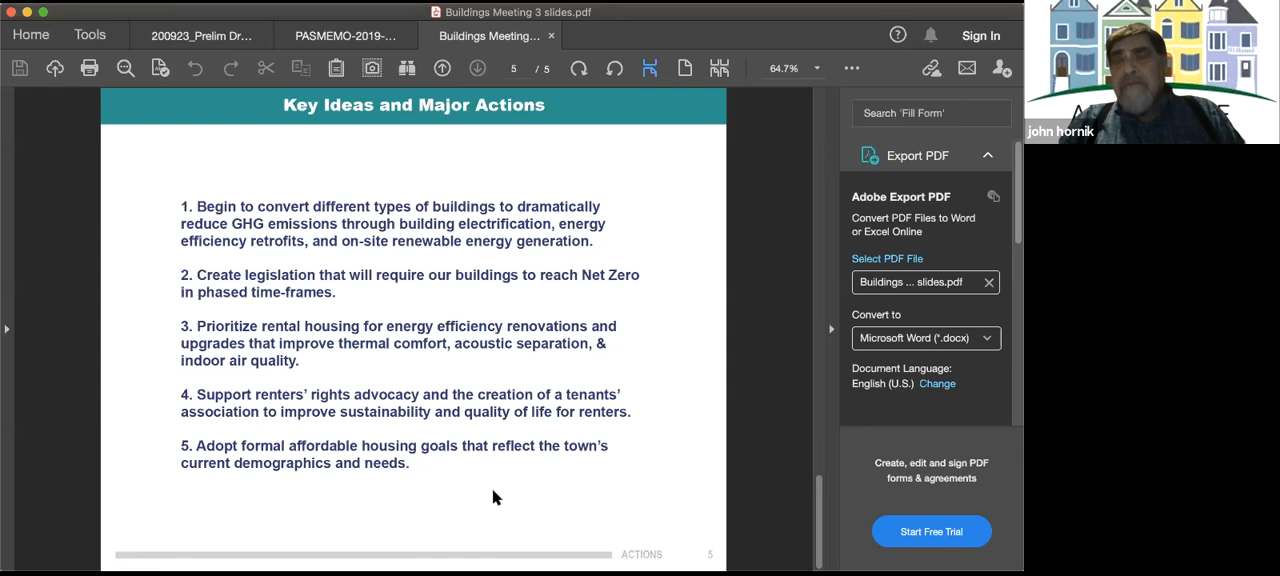 Buildings Meeting 3 slides.pdf
Home
Tools
200923_Prelim Dr...
PASMEMO-2019-...
Buildings Meeting...
Sign In
5 / 5
64.7%
Key Ideas and Major Actions
1. Begin to convert different types of buildings to dramatically
reduce GHG emissions through building electrification, energy
efficiency retrofits, and on-site renewable energy generation.
2. Create legislation that will require our buildings to reach Net Zero
in phased time-frames.
3. Prioritize rental housing for energy efficiency renovations and
upgrades that improve thermal comfort, acoustic separation, &
indoor air quality.
4. Support renters’ rights advocacy and the creation of a tenants’
association to improve sustainability and quality of life for renters.
5. Adopt formal affordable housing goals that reflect the town’s
current demographics and needs.
ACTIONS 5
Search 'Fill Form'
Export PDF
Adobe Export PDF
Convert PDF Files to Word
or Excel Online
Select PDF File
Buildings ... slides.pdf
Convert to
Microsoft Word (*.docx)
Document Language:
English (U.S.) Change
Create, edit and sign PDF
forms & agreements
Start Free Trial
john hornik